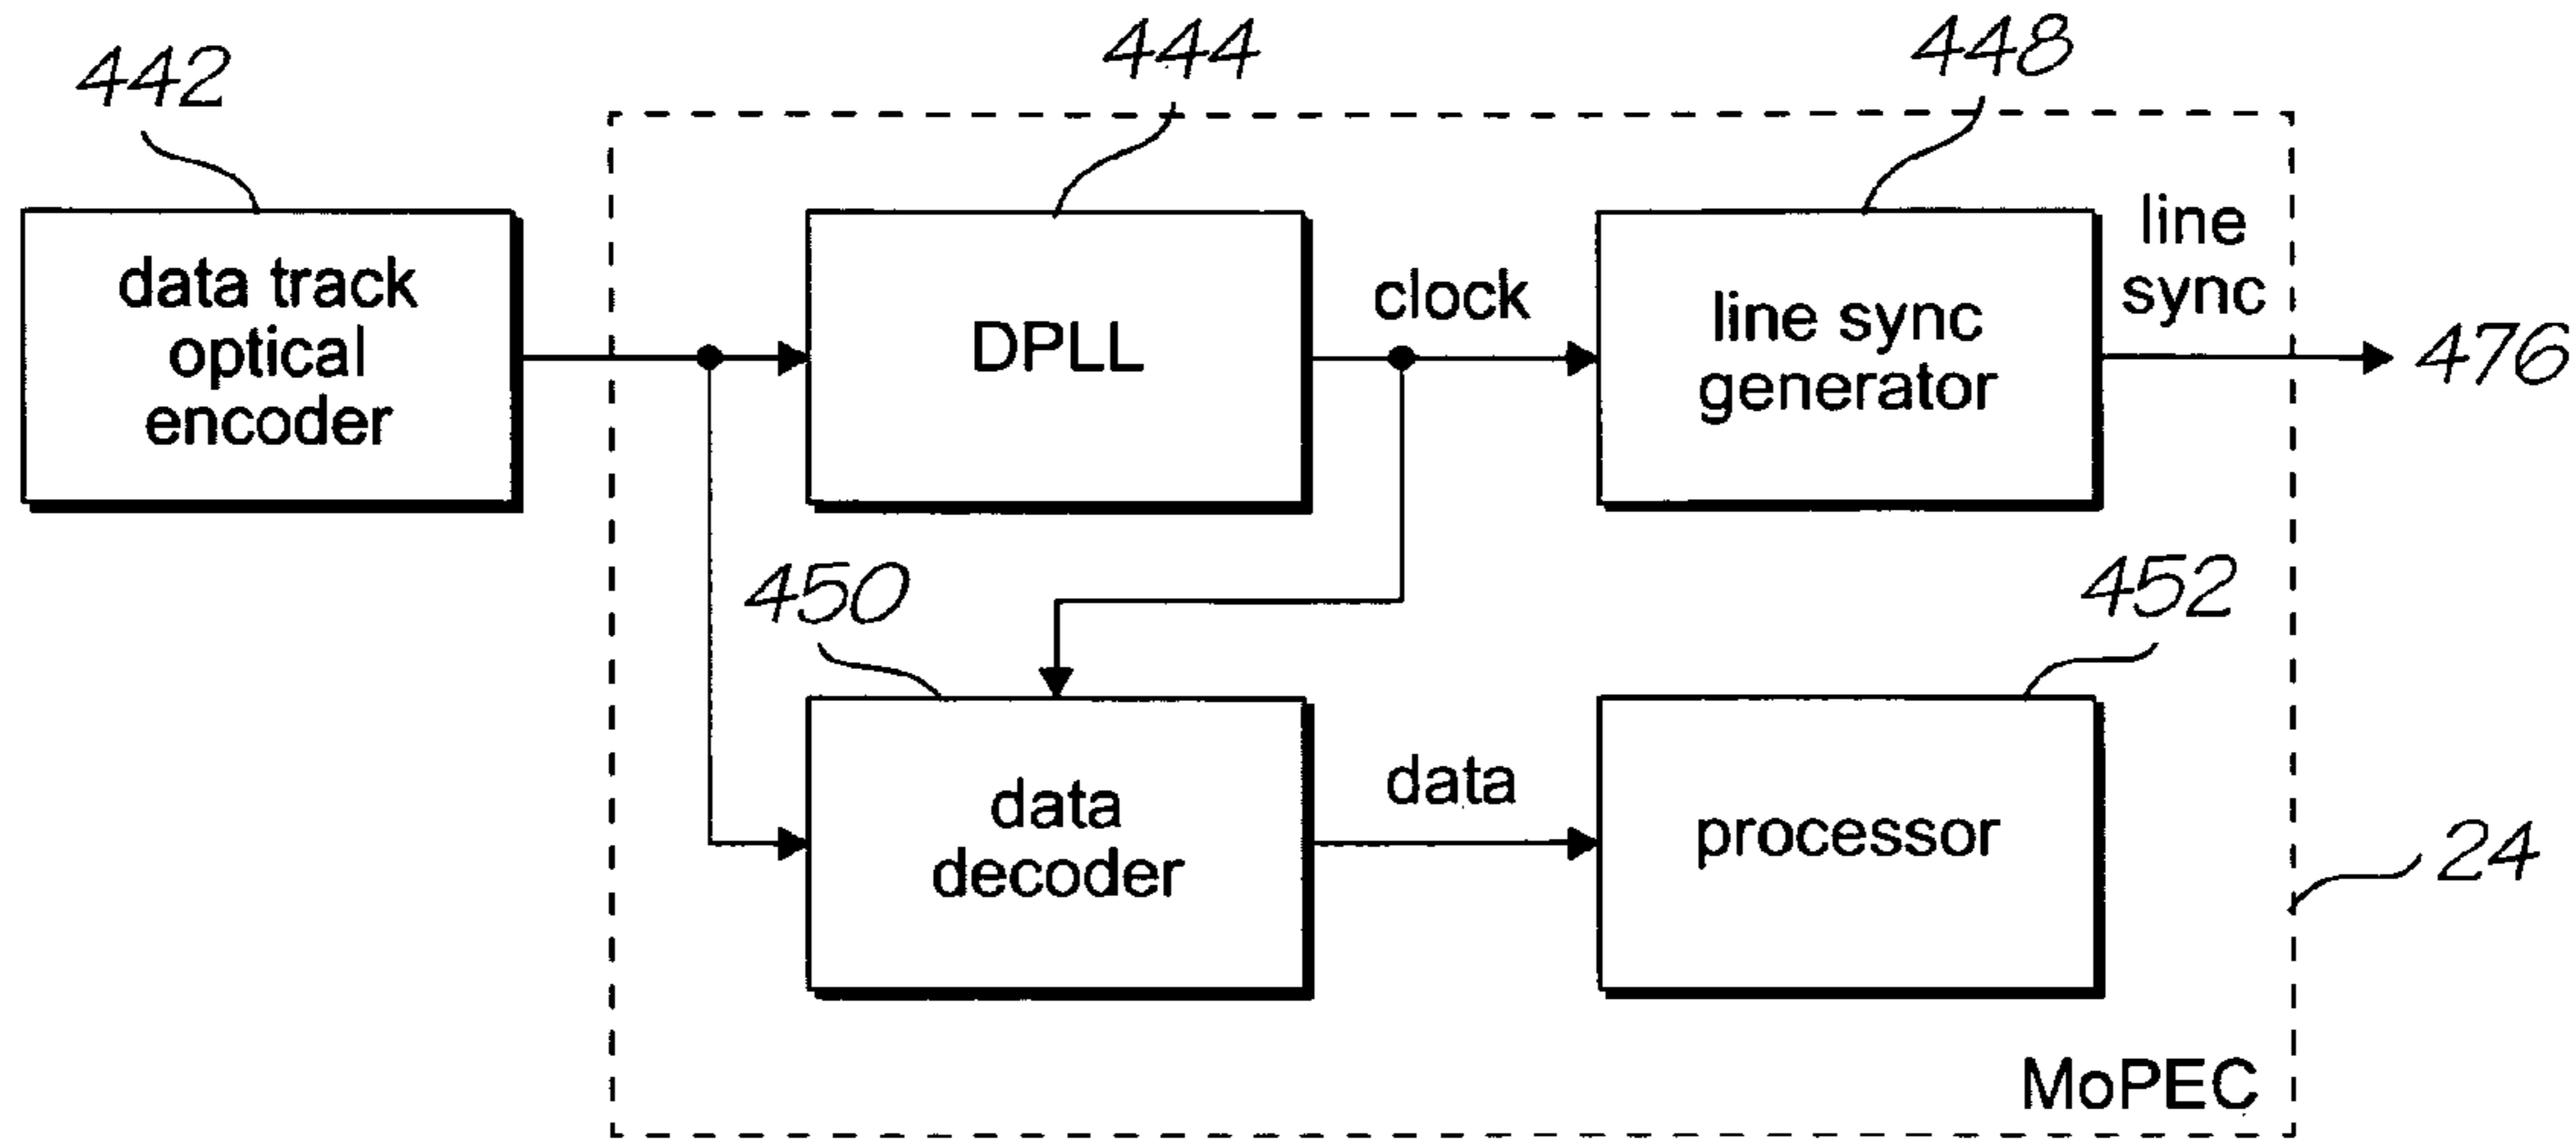 442
444
448
data track
optical
encoder
DPLL
clock
line sync
generator
line
sync
476
450
452
data
decoder
data
processor
24
MoPEC